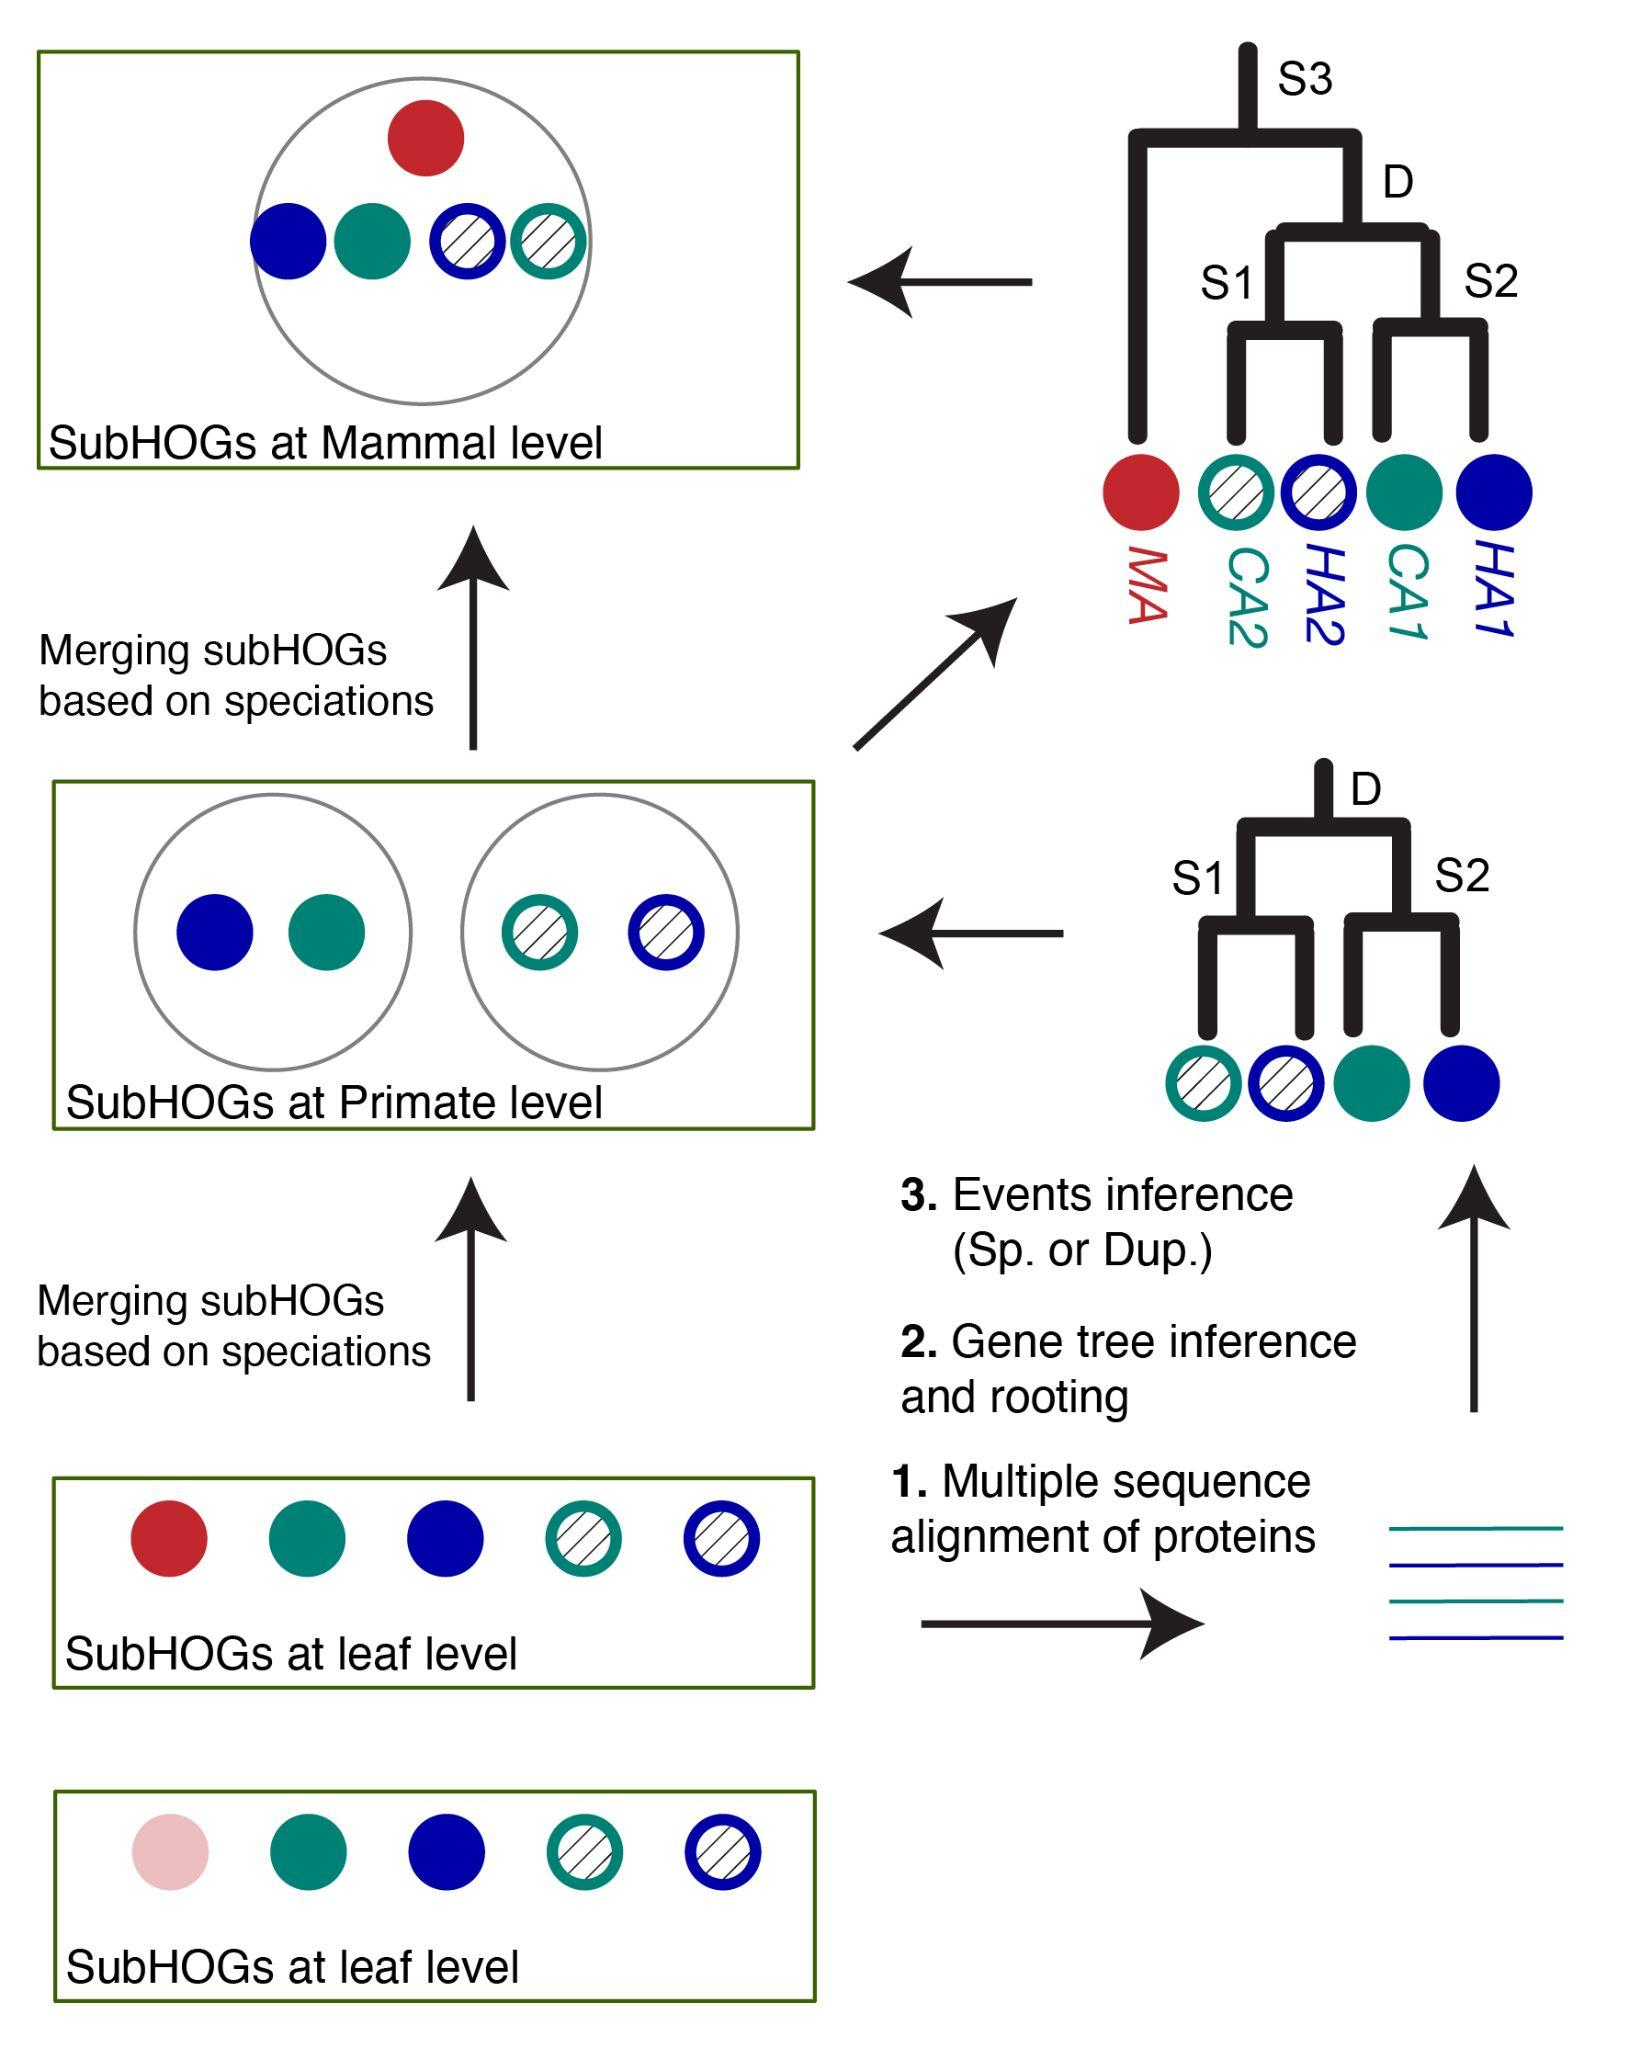 S3
D
S1
S2
SubHOGs at Mammal level
MA
CA2
HA2
CA1
HA1
Merging subHOGs
based on speciations
D
S1
S2
SubHOGs at Primate level
3. Events inference
(Sp. or Dup.)
Merging subHOGs
based on speciations
2. Gene tree inference
and rooting
1. Multiple sequence
alignment of proteins
SubHOGs at leaf level
SubHOGs at leaf level